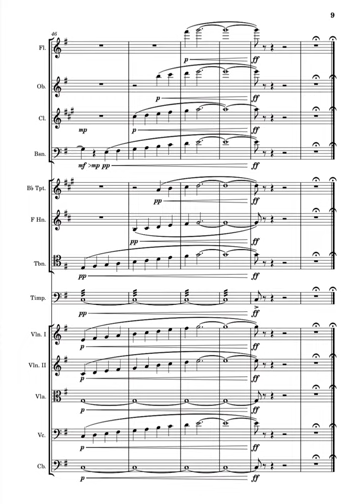 9
46
Fl.
p
ff
Ob.
p
ff
Cl.
mp
p
ff
Bsn.
mf
mp
pp
ff
B♭ Tpt.
pp
ff
F Hn.
pp
ff
Tbn.
pp
ff
Timp.
pp
ff
Vln. I
p
ff
Vln. II
p
ff
Vla.
p
ff
Vc.
p
ff
Cb.
p
ff